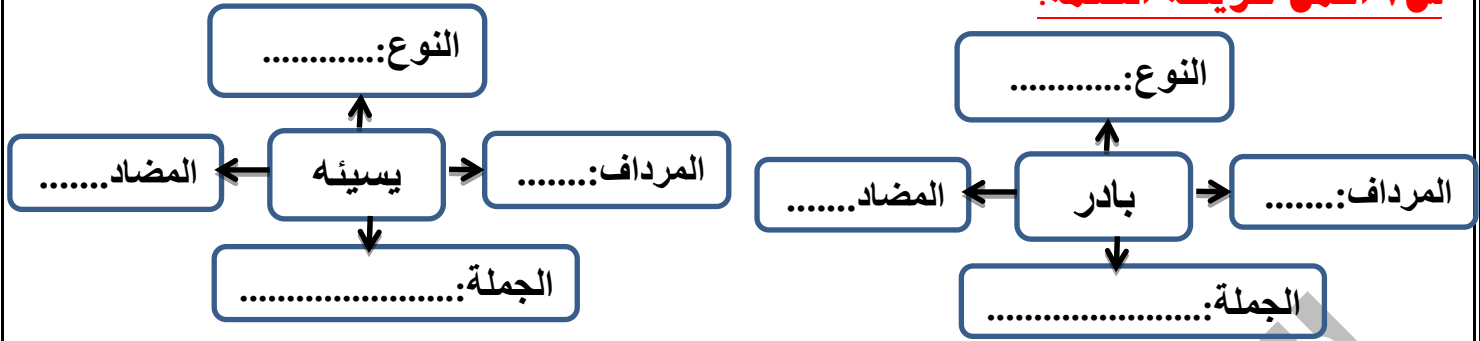 النوع:............
المرداف:.......
بادر
المضاد.......
الجملة:.......................
النوع:............
المرداف:.......
يسيئه
المضاد.......
الجملة:.......................